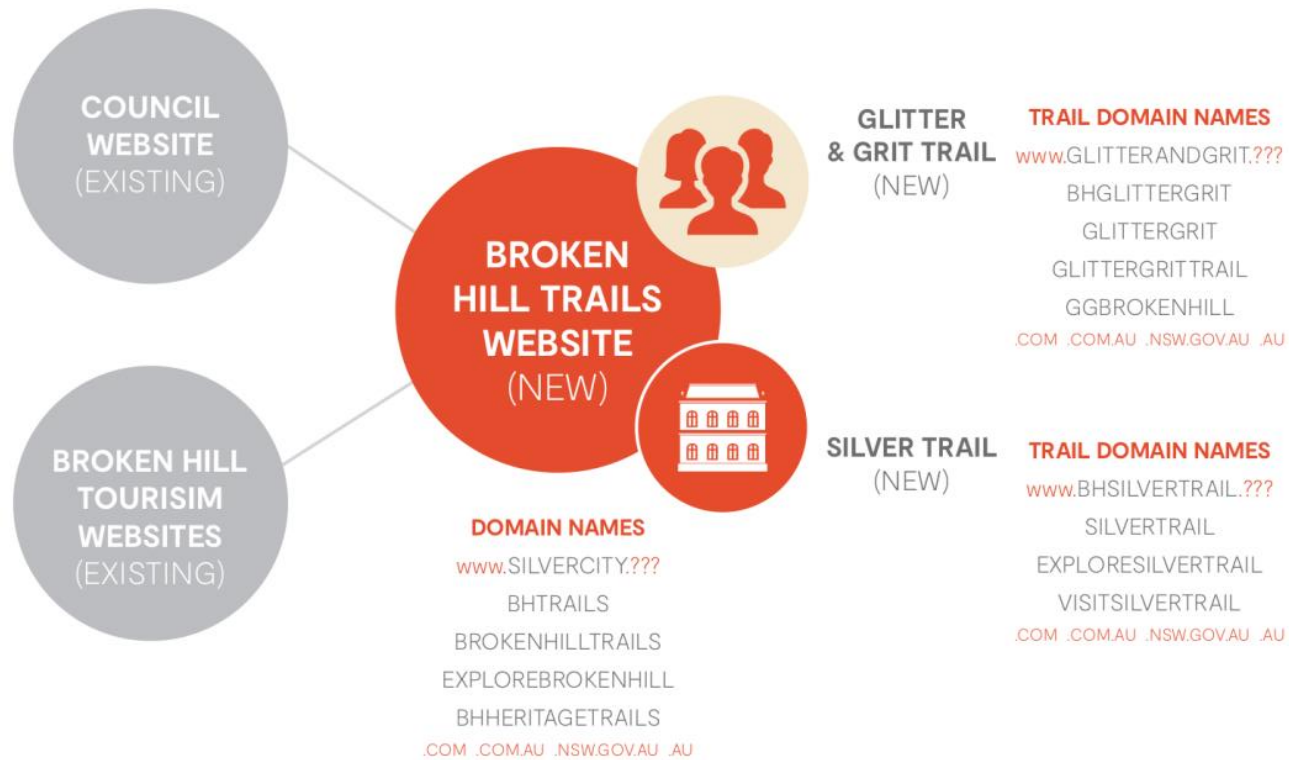 COUNCIL
WEBSITE
(EXISTING)
BROKEN HILL
TOURISIM
WEBSITES
(EXISTING)
BROKEN
HILL TRAILS
WEBSITE
(NEW)
DOMAIN NAMES
www.SILVERCITY.???
BHTRAILS
BROKENHILLTRAILS
EXPLOREBROKENHILL
BHHERITAGETRAILS
.COM .COM.AU .NSW.GOV.AU .AU
GLITTER
& GRIT TRAIL
(NEW)
TRAIL DOMAIN NAMES
www.GLITTERANDGRIT.???
BHGLITTERGRIT
GLITTERGRIT
GLITTERGRITTRAIL
GGBROKENHILL
.COM .COM.AU .NSW.GOV.AU .AU
SILVER TRAIL
(NEW)
TRAIL DOMAIN NAMES
www.BHSILVERTRAIL.???
SILVERTRAIL
EXPLORESILVERTRAIL
VISITSILVERTRAIL
.COM .COM.AU .NSW.GOV.AU .AU